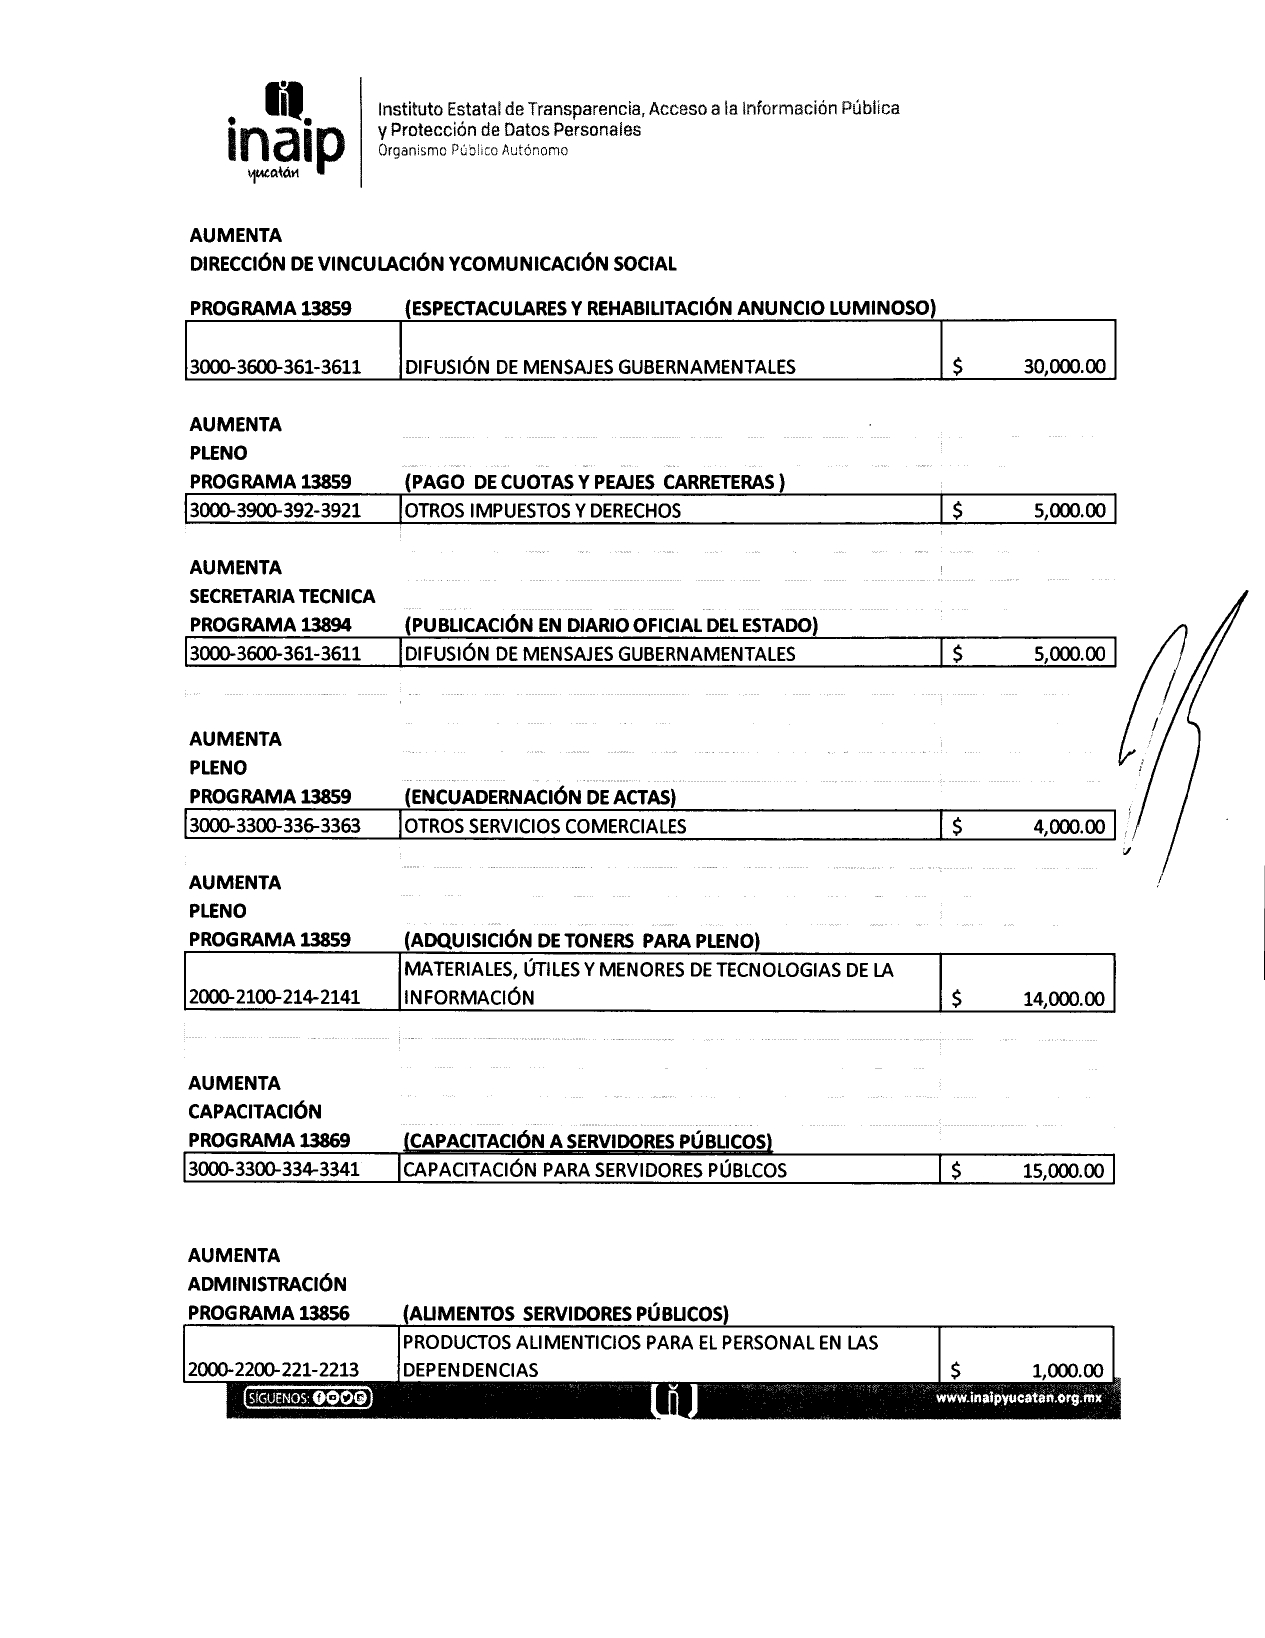 inaip
yucatán
Instituto Estatal de Transparencia, Acceso a la Información Pública
y Protección de Datos Personales
Organismo Público Autónomo
AUMENTA
DIRECCIÓN DE VINCULACIÓN YCOMUNICACIÓN SOCIAL
PROGRAMA 13859 (ESPECTACULARES Y REHABILITACIÓN ANUNCIO LUMINOSO)
3000-3600-361-3611 DIFUSIÓN DE MENSAJES GUBERNAMENTALES $ 30,000.00
AUMENTA
PLENO
PROGRAMA 13859 (PAGO DE CUOTAS Y PEAJES CARRETERAS )
3000-3900-392-3921 OTROS IMPUESTOS Y DERECHOS $ 5,000.00
AUMENTA
SECRETARIA TECNICA
PROGRAMA 13894 (PUBLICACIÓN EN DIARIO OFICIAL DEL ESTADO)
3000-3600-361-3611 DIFUSIÓN DE MENSAJES GUBERNAMENTALES $ 5,000.00
AUMENTA
PLENO
PROGRAMA 13859 (ENCUADERNACIÓN DE ACTAS)
3000-3300-336-3363 OTROS SERVICIOS COMERCIALES $ 4,000.00
AUMENTA
PLENO
PROGRAMA 13859 (ADQUISICIÓN DE TONERS PARA PLENO)
MATERIALES, ÚTILES Y MENORES DE TECNOLOGIAS DE LA
2000-2100-214-2141 INFORMACIÓN $ 14,000.00
AUMENTA
CAPACITACIÓN
PROGRAMA 13869 (CAPACITACIÓN A SERVIDORES PÚBLICOS)
3000-3300-334-3341 CAPACITACIÓN PARA SERVIDORES PÚBLCOS $ 15,000.00
AUMENTA
ADMINISTRACIÓN
PROGRAMA 13856 (ALIMENTOS SERVIDORES PÚBLICOS)
PRODUCTOS ALIMENTICIOS PARA EL PERSONAL EN LAS
2000-2200-221-2213 DEPENDENCIAS $ 1,000.00
SÍGUENOS: www.inaipyucatan.org.mx